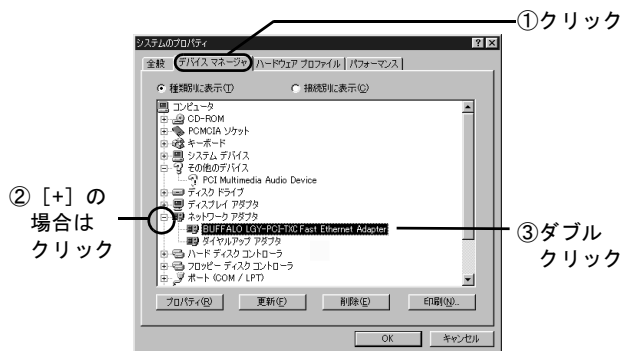 ①クリック
システムのプロパティ
全般 デバイス マネージャ ハードウェア プロファイル パフォーマンス
種類別に表示(T) 接続別に表示(C)
コンピュータ
CD-ROM
PCMCIA ソケット
キーボード
システム デバイス
その他のデバイス
PCI Multimedia Audio Device
ディスク ドライブ
ディスプレイ アダプタ
ネットワーク アダプタ
BUFFALO LGY-PCI-TXC Fast Ethernet Adapter
ダイヤルアップ アダプタ
ハード ディスク コントローラ
フロッピー ディスク コントローラ
ポート (COM / LPT)
② [+] の
場合は
クリック
③ダブル
クリック
プロパティ(R) 更新(F) 削除(E) 印刷(N)...
OK キャンセル